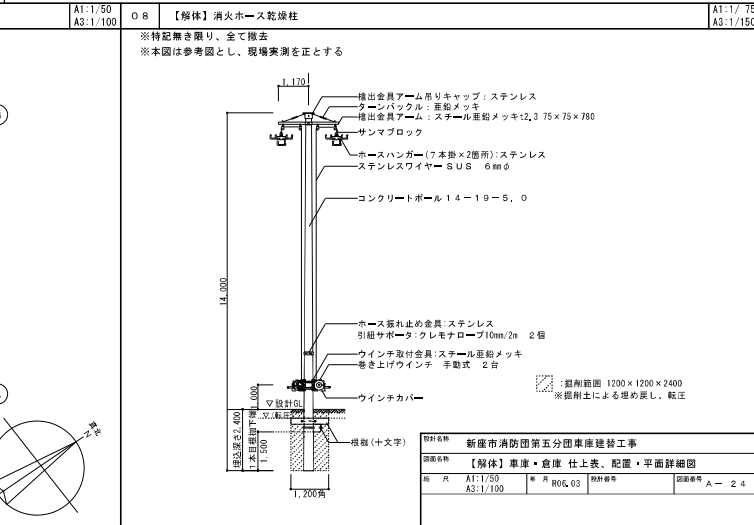 A1:1/50
A3:1/100
08 【解体】消火ホース乾燥柱
A1:1/ 75
A3:1/150
※特記無き限り、全て撤去
※本図は参考図とし、現場実測を正とする
1,170
檜出金具アーム吊りキャップ：ステンレス
ターンバックル：亜鉛メッキ
檜出金具アーム：スチール亜鉛メッキt2.3 75×75×780
サンマブロック
ホースハンガー(7本掛×2箇所)：ステンレス
ステンレスワイヤーSUS 6mmφ
コンクリートポール14-19-5.0
14,000
ホース振れ止め金具：ステンレス
引紐サポータ：クレモナロープ10mm/2m 2個
ウインチ取付金具：スチール亜鉛メッキ
巻き上げウインチ 手動式 2台
ウインチカバー
1,000
▽設計GL
▽(転圧)
埋込深さ2,400
1本目根枷下端
1,500
根枷(十文字)
1,200角
：掘削範囲 1200×1200×2400
※掘削土による埋め戻し、転圧
真北
N
設計名称 新座市消防団第五分団車庫建替工事
図面名称 【解体】車庫・倉庫 仕上表、配置・平面詳細図
縮尺 A1:1/50
A3:1/100
年月 R06.03
設計番号
図面番号 A－24